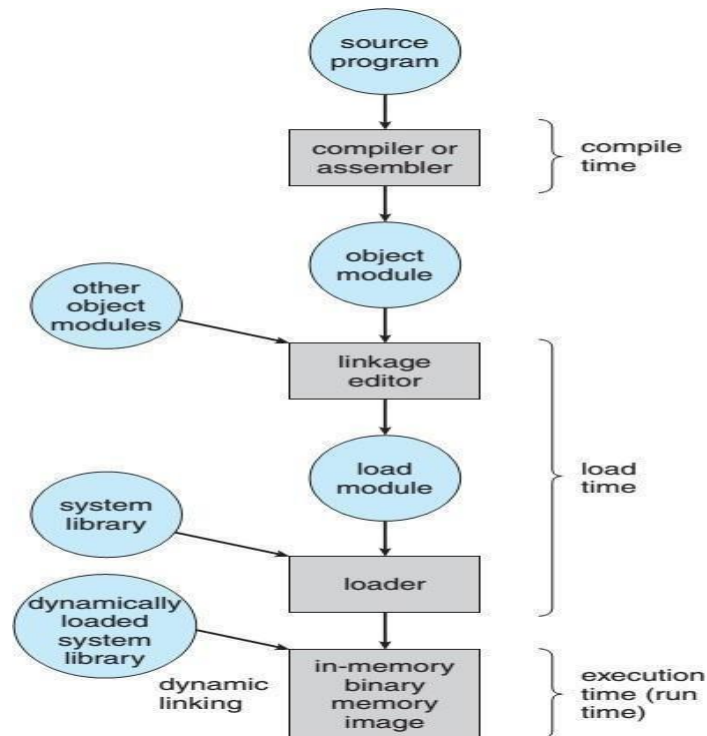 source
program
compiler or
assembler
compile
time
object
module
other
object
modules
linkage
editor
load
module
load
time
system
library
loader
dynamically
loaded
system
library
dynamic
linking
in-memory
binary
memory
image
execution
time (run
time)